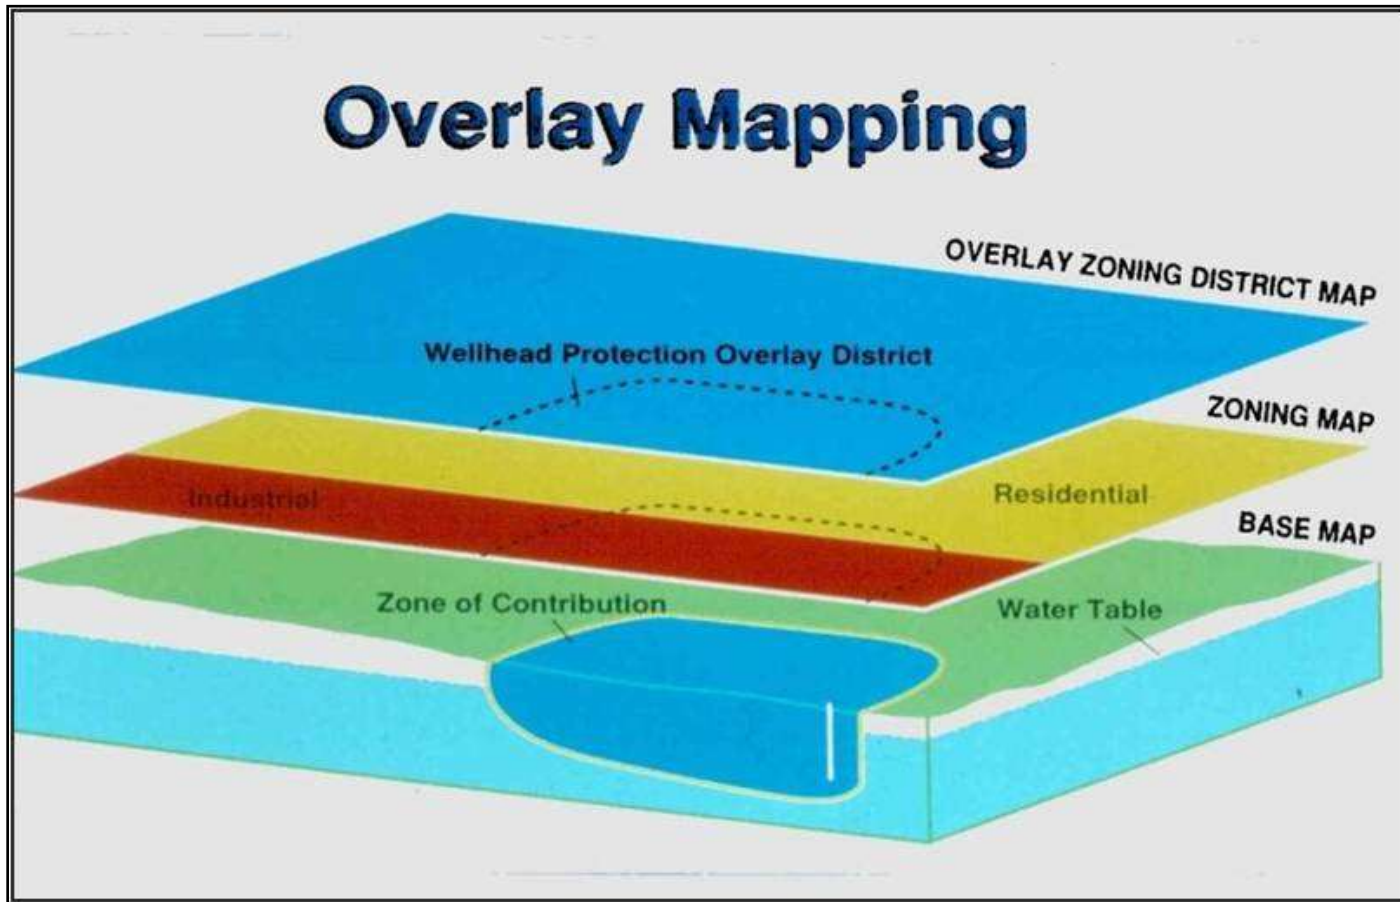 Overlay Mapping
OVERLAY ZONING DISTRICT MAP
Wellhead Protection Overlay District
ZONING MAP
Industrial
Residential
BASE MAP
Zone of Contribution
Water Table